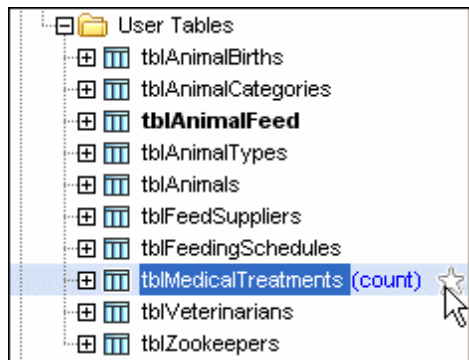 User Tables
tblAnimalBirths
tblAnimalCategories
tblAnimalFeed
tblAnimalTypes
tblAnimals
tblFeedSuppliers
tblFeedingSchedules
tblMedicalTreatments (count)
tblVeterinarians
tblZookeepers